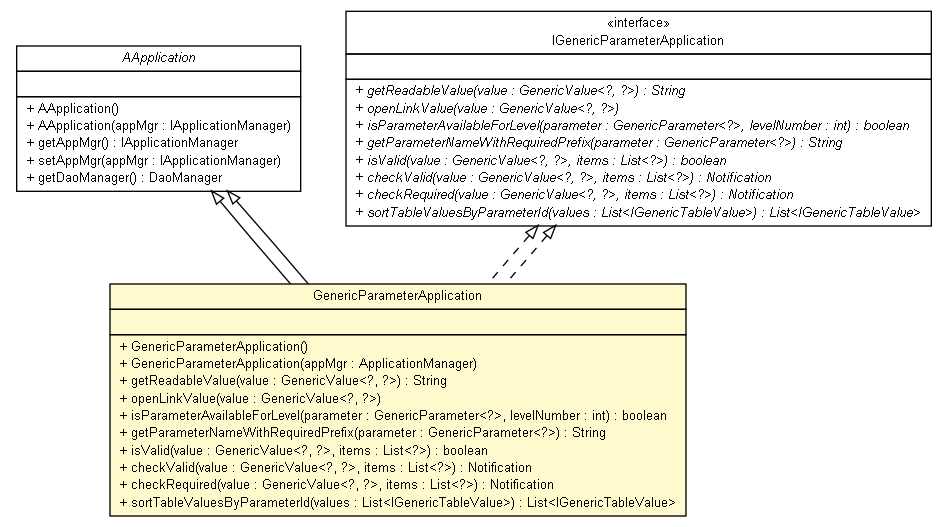 AApplication
+ AApplication()
+ AApplication(appMgr : IApplicationManager)
+ getAppMgr() : IApplicationManager
+ setAppMgr(appMgr : IApplicationManager)
+ getDaoManager() : DaoManager
«interface»
IGenericParameterApplication
+ getReadableValue(value : GenericValue<?, ?>) : String
+ openLinkValue(value : GenericValue<?, ?>)
+ isParameterAvailableForLevel(parameter : GenericParameter<?>, levelNumber : int) : boolean
+ getParameterNameWithRequiredPrefix(parameter : GenericParameter<?>) : String
+ isValid(value : GenericValue<?, ?>, items : List<?>) : boolean
+ checkValid(value : GenericValue<?, ?>, items : List<?>) : Notification
+ checkRequired(value : GenericValue<?, ?>, items : List<?>) : Notification
+ sortTableValuesByParameterId(values : List<IGenericTableValue>) : List<IGenericTableValue>
GenericParameterApplication
+ GenericParameterApplication()
+ GenericParameterApplication(appMgr : ApplicationManager)
+ getReadableValue(value : GenericValue<?, ?>) : String
+ openLinkValue(value : GenericValue<?, ?>)
+ isParameterAvailableForLevel(parameter : GenericParameter<?>, levelNumber : int) : boolean
+ getParameterNameWithRequiredPrefix(parameter : GenericParameter<?>) : String
+ isValid(value : GenericValue<?, ?>, items : List<?>) : boolean
+ checkValid(value : GenericValue<?, ?>, items : List<?>) : Notification
+ checkRequired(value : GenericValue<?, ?>, items : List<?>) : Notification
+ sortTableValuesByParameterId(values : List<IGenericTableValue>) : List<IGenericTableValue>